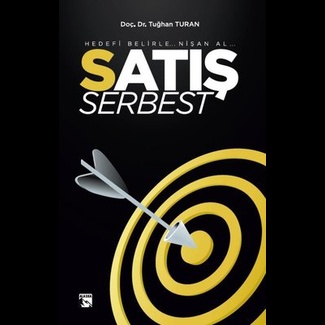 Doç. Dr. Tuğhan TURAN
HEDEFİ BELİRLE... NİŞAN AL...
SATIŞ
SERBEST